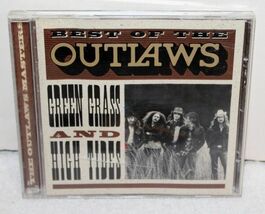 BEST OF THE
OUTLAWS
GREEN GRASS
AND
HIGH TIDES
THE OUTLAWS MASTERS